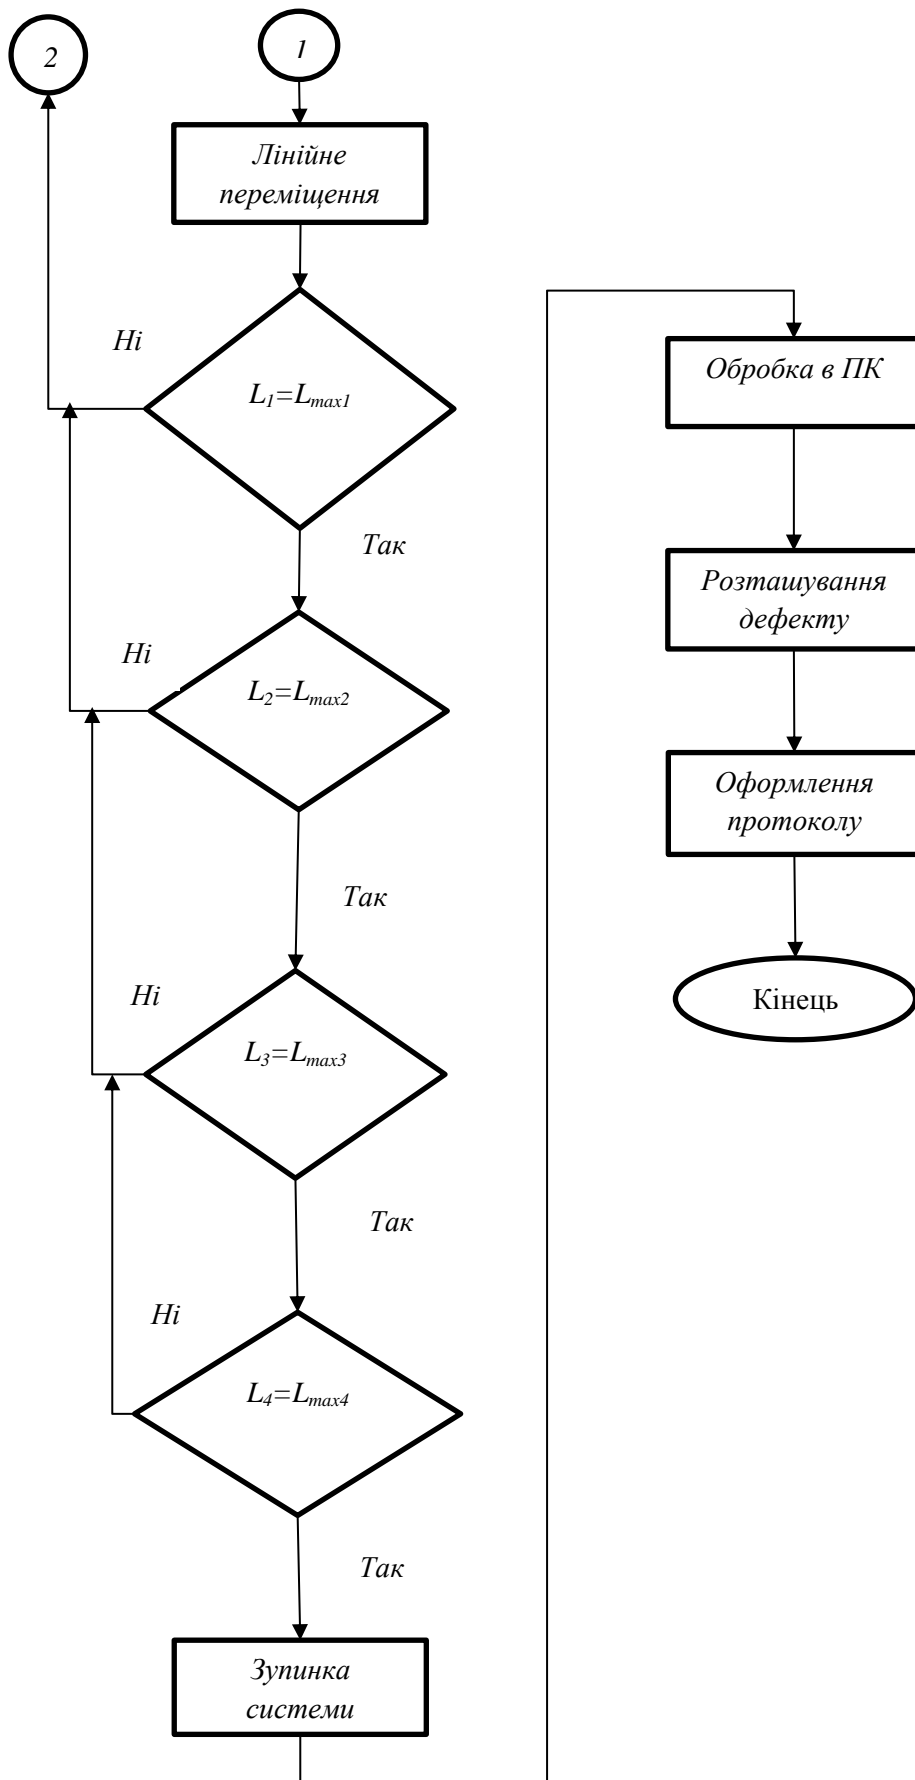 2
1
Лінійне
переміщення
Ні
L1=Lmax1
Так
Ні
L2=Lmax2
Так
Ні
L3=Lmax3
Так
Ні
L4=Lmax4
Так
Зупинка
системи
Обробка в ПК
Розташування
дефекту
Оформлення
протоколу
Кінець